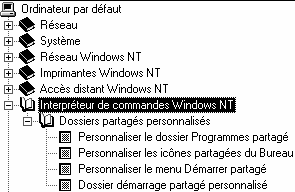 Ordinateur par défaut
Réseau
Système
Réseau Windows NT
Imprimantes Windows NT
Accès distant Windows NT
Interpréteur de commandes Windows NT
Dossiers partagés personnalisés
Personnaliser le dossier Programmes partagé
Personnaliser les icônes partagées du Bureau
Personnaliser le menu Démarrer partagé
Dossier démarrage partagé personnalisé